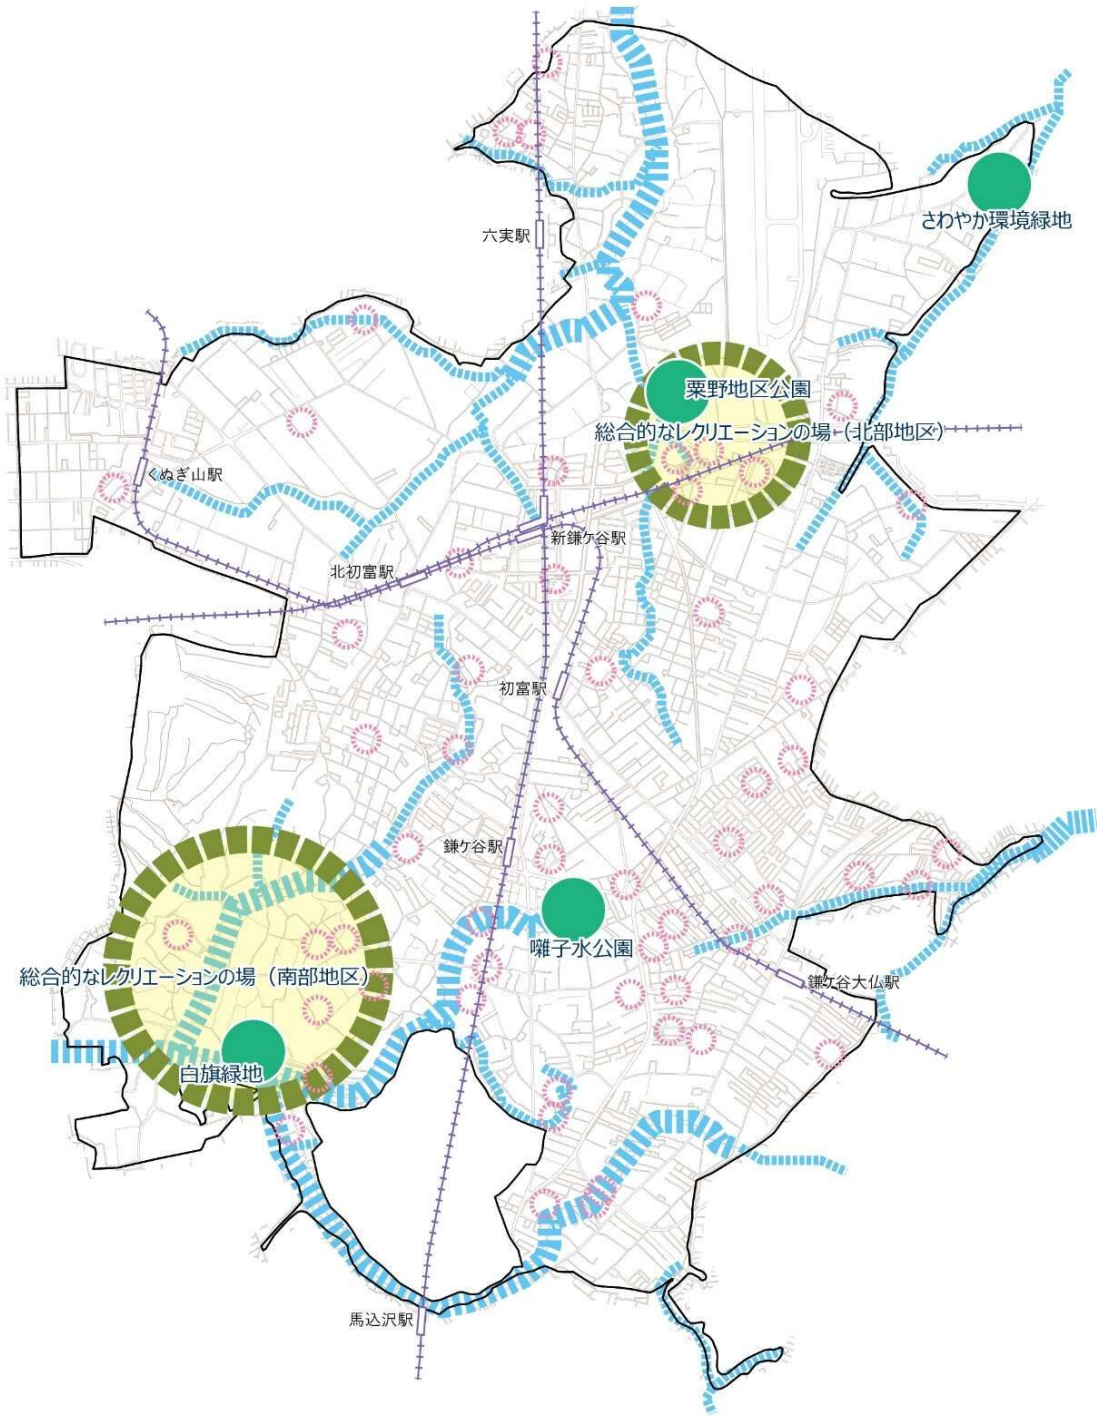 さわやか環境緑地
六実駅
粟野地区公園
総合的なレクリエーションの場（北部地区）
くぬぎ山駅
新鎌ケ谷駅
北初富駅
初富駅
鎌ケ谷駅
囃子水公園
総合的なレクリエーションの場（南部地区）
鎌ケ谷大仏駅
白旗緑地
馬込沢駅